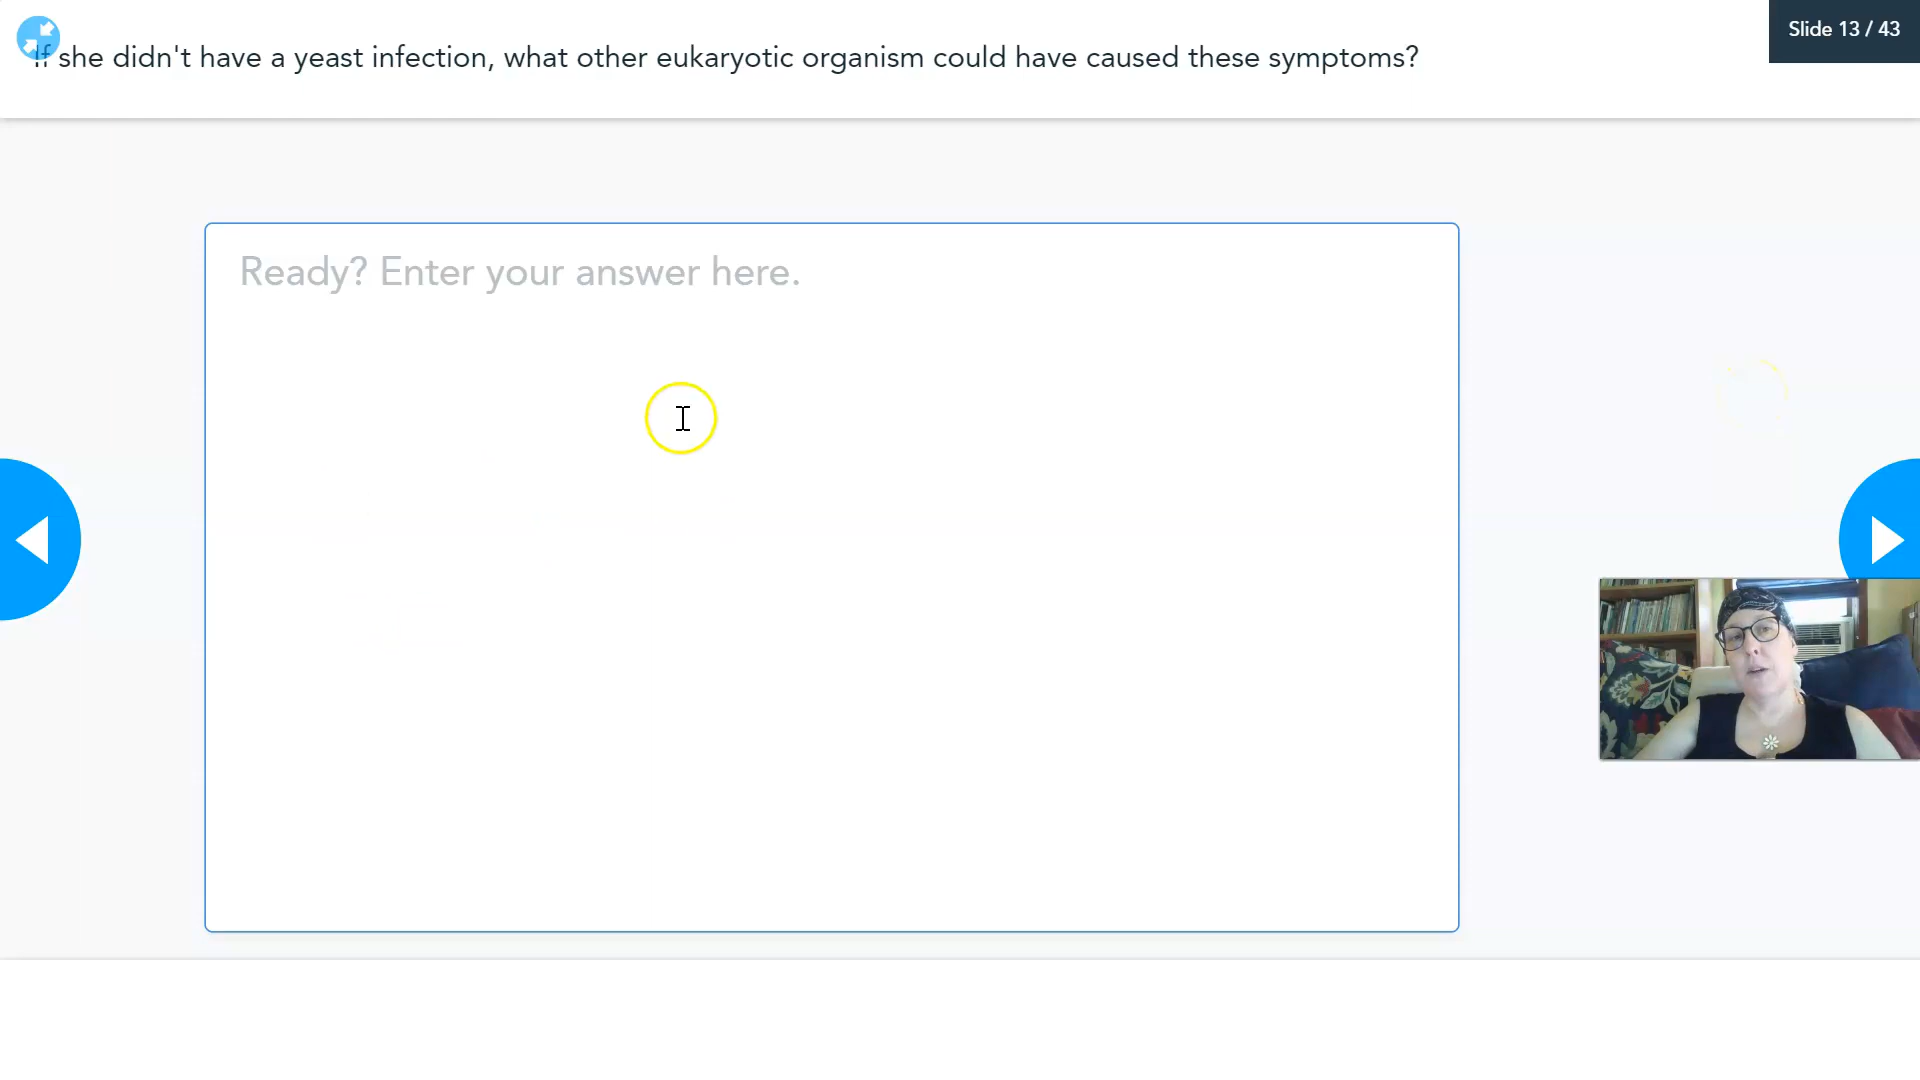 If she didn't have a yeast infection, what other eukaryotic organism could have caused these symptoms?
Slide 13 / 43
Ready? Enter your answer here.